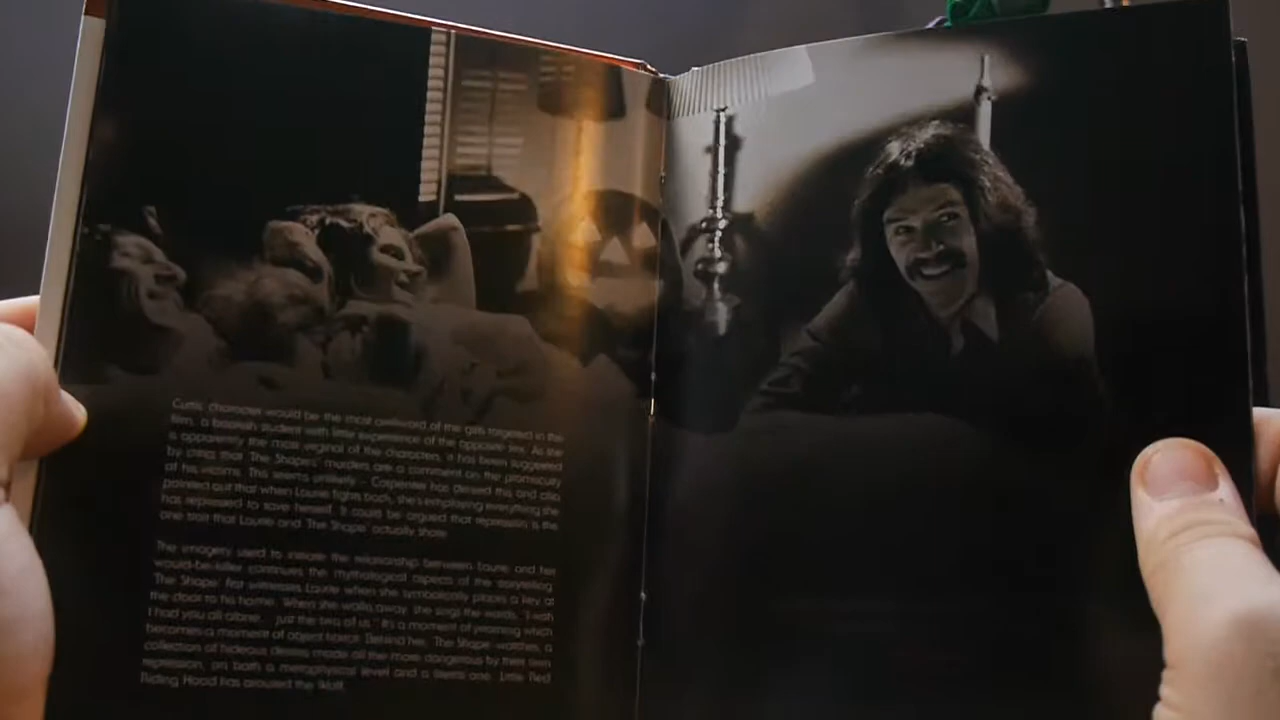 Curtis' character would be the most awkward of the girls targeted in the
film, a bookish student with little experience of the opposite sex. As she
is apparently the most virginal of the characters, it has been suggested
by critics that 'The Shapes' murders are a comment on the promiscuity
of his victims. This seems unlikely – Carpenter has denied this and also
pointed out that when Laurie fights back, she's employing everything she
has repressed to save herself. It could be argued that repression is the
one trait that Laurie and 'The Shape' actually share.
The imagery used to initiate the relationship between Laurie and her
would-be-killer continues the mythological aspects of the storytelling.
'The Shape' first witnesses Laurie when she symbolically places a key at
the door to his home. When she walks away, she sings the words, "I wish
I had you all alone... just the two of us." It's a moment of yearning which
becomes a moment of object horror. Behind her, 'The Shape' watches, a
collection of hideous desires made all the more dangerous by their own
repression, on both a metaphysical level and a literal one. Little Red
Riding Hood has aroused the Wolf.